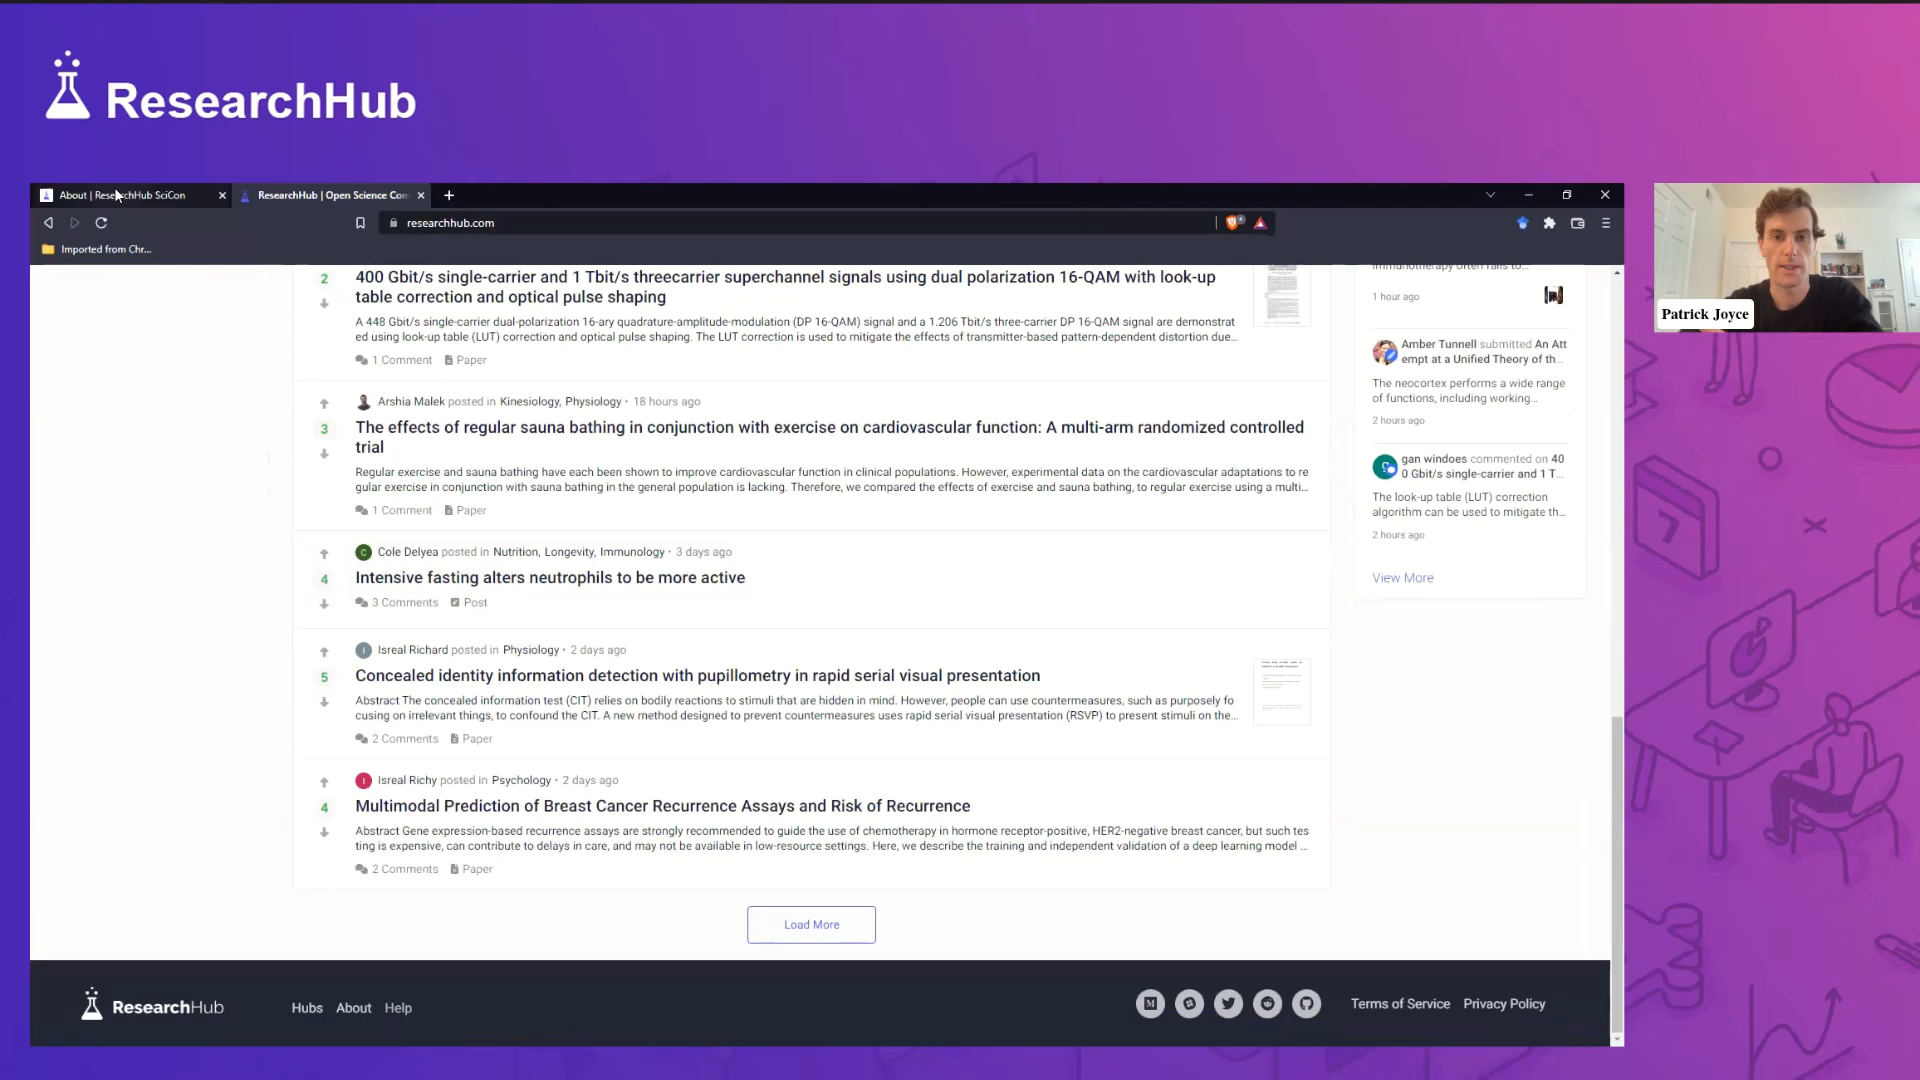 ResearchHub
About | ResearchHub SciCon
ResearchHub | Open Science Com
researchhub.com
Imported from Chr...
2
400 Gbit/s single-carrier and 1 Tbit/s threecarrier superchannel signals using dual polarization 16-QAM with look-up
table correction and optical pulse shaping
A 448 Gbit/s single-carrier dual-polarization 16-ary quadrature-amplitude-modulation (DP 16-QAM) signal and a 1.206 Tbit/s three-carrier DP 16-QAM signal are demonstrat
ed using look-up table (LUT) correction and optical pulse shaping. The LUT correction is used to mitigate the effects of transmitter-based pattern-dependent distortion due...
1 Comment Paper
Arshia Malek posted in Kinesiology, Physiology • 18 hours ago
3
The effects of regular sauna bathing in conjunction with exercise on cardiovascular function: A multi-arm randomized controlled
trial
Regular exercise and sauna bathing have each been shown to improve cardiovascular function in clinical populations. However, experimental data on the cardiovascular adaptations to re
gular exercise in conjunction with sauna bathing in the general population is lacking. Therefore, we compared the effects of exercise and sauna bathing, to regular exercise using a multi...
1 Comment Paper
C Cole Delyea posted in Nutrition, Longevity, Immunology • 3 days ago
4
Intensive fasting alters neutrophils to be more active
3 Comments Post
I Isreal Richard posted in Physiology • 2 days ago
5
Concealed identity information detection with pupillometry in rapid serial visual presentation
Abstract The concealed information test (CIT) relies on bodily reactions to stimuli that are hidden in mind. However, people can use countermeasures, such as purposely fo
cusing on irrelevant things, to confound the CIT. A new method designed to prevent countermeasures uses rapid serial visual presentation (RSVP) to present stimuli on the...
2 Comments Paper
I Isreal Richy posted in Psychology • 2 days ago
4
Multimodal Prediction of Breast Cancer Recurrence Assays and Risk of Recurrence
Abstract Gene expression-based recurrence assays are strongly recommended to guide the use of chemotherapy in hormone receptor-positive, HER2-negative breast cancer, but such tes
ting is expensive, can contribute to delays in care, and may not be available in low-resource settings. Here, we describe the training and independent validation of a deep learning model ...
2 Comments Paper
Load More
immunotherapy often fails to...
1 hour ago
Amber Tunnell submitted An Att
empt at a Unified Theory of th...
The neocortex performs a wide range
of functions, including working...
2 hours ago
gan windoes commented on 40
0 Gbit/s single-carrier and 1 T...
The look-up table (LUT) correction
algorithm can be used to mitigate th...
2 hours ago
View More
Patrick Joyce
7
ResearchHub
Hubs About Help
Terms of Service Privacy Policy